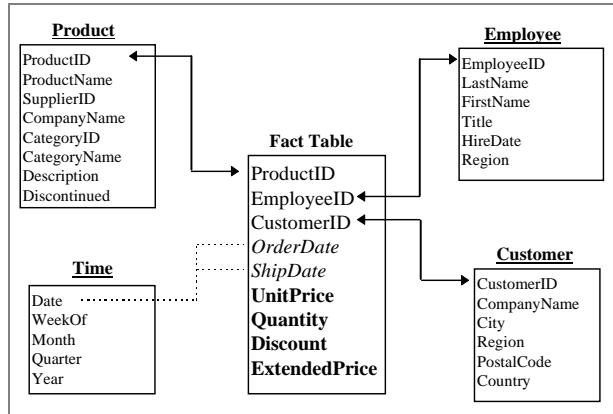 Product
ProductID
ProductName
SupplierID
CompanyName
CategoryID
CategoryName
Description
Discontinued
Employee
EmployeeID
LastName
FirstName
Title
HireDate
Region
Fact Table
ProductID
EmployeeID
CustomerID
OrderDate
ShipDate
UnitPrice
Quantity
Discount
ExtendedPrice
Time
Date
WeekOf
Month
Quarter
Year
Customer
CustomerID
CompanyName
City
Region
PostalCode
Country